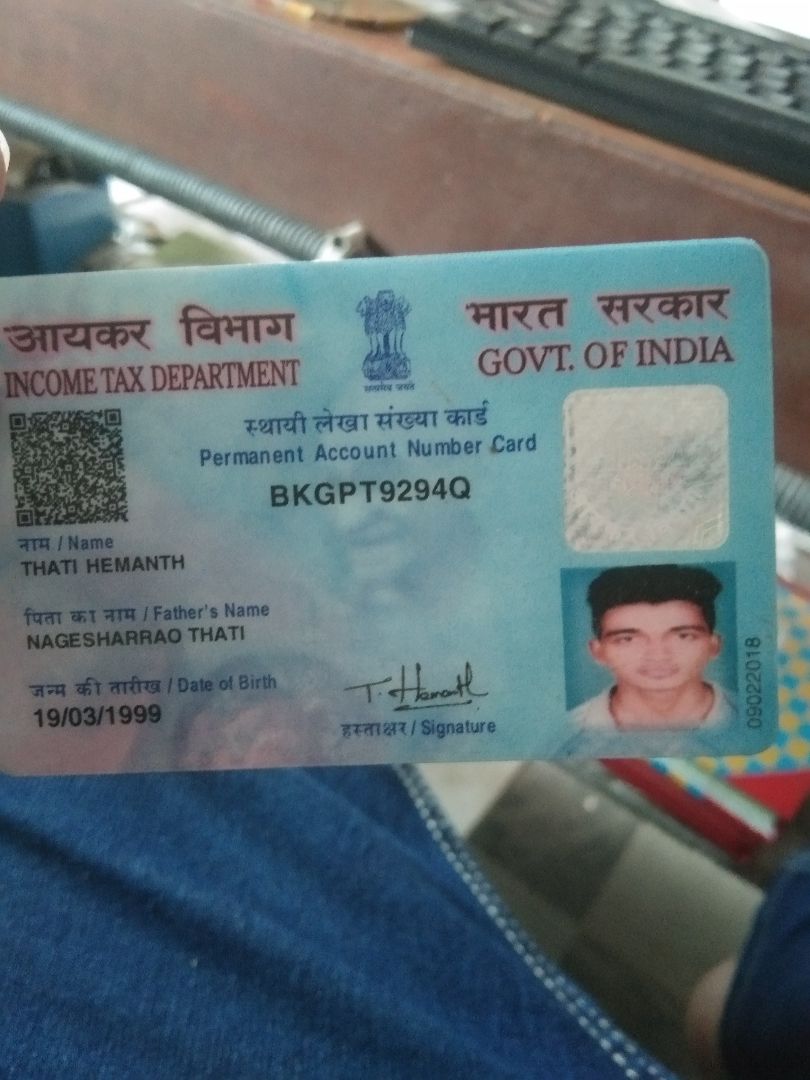 आयकर विभाग
INCOME TAX DEPARTMENT
सत्यमेव जयते
भारत सरकार
GOVT. OF INDIA
स्थायी लेखा संख्या कार्ड
Permanent Account Number Card
BKGPT9294Q
नाम / Name
THATI HEMANTH
पिता का नाम / Father's Name
NAGESHARRAO THATI
जन्म की तारीख / Date of Birth
19/03/1999
T. Hemanth
हस्ताक्षर / Signature
09022018